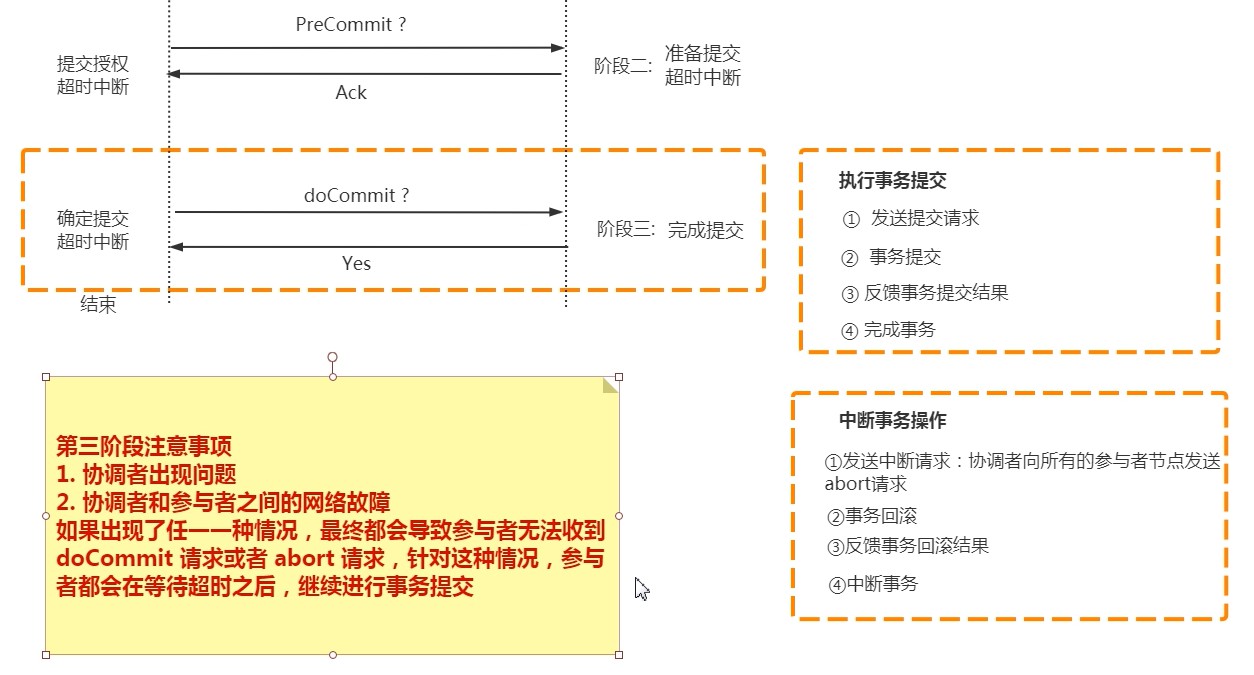 PreCommit ?
提交授权
超时中断
阶段二: 准备提交
超时中断
Ack
doCommit ?
确定提交
超时中断
阶段三: 完成提交
Yes
结束
执行事务提交
① 发送提交请求
② 事务提交
③ 反馈事务提交结果
④ 完成事务
第三阶段注意事项
1. 协调者出现问题
2. 协调者和参与者之间的网络故障
如果出现了任一一种情况，最终都会导致参与者无法收到
doCommit 请求或者 abort 请求，针对这种情况，参与
者都会在等待超时之后，继续进行事务提交
中断事务操作
①发送中断请求：协调者向所有的参与者节点发送
abort请求
②事务回滚
③反馈事务回滚结果
④中断事务